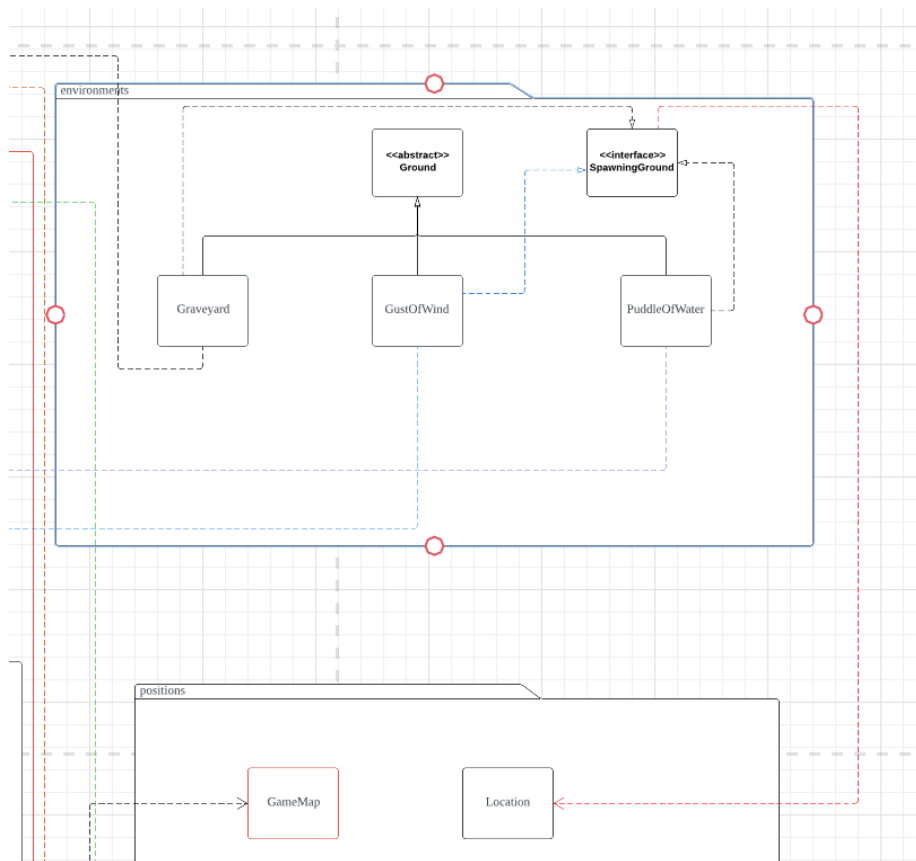 environments
<<abstract>>
Ground
<<interface>>
SpawningGround
Graveyard
GustOfWind
PuddleOfWater
positions
GameMap
Location